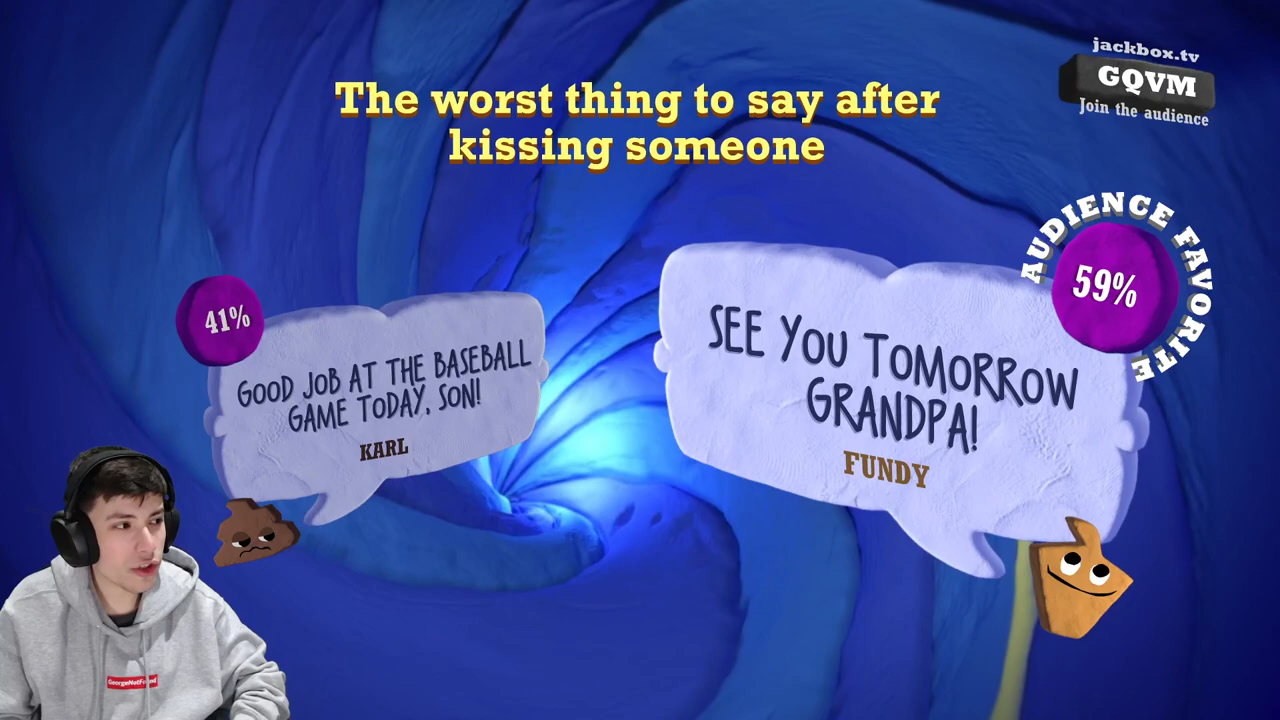 jackbox.tv
GQVM
Join the audience
The worst thing to say after
kissing someone
AUDIENCE FAVORITE
41%
GOOD JOB AT THE BASEBALL
GAME TODAY, SON!!
KARL
59%
SEE YOU TOMORROW
GRANDPA!
FUNDY
GeorgeNotFound